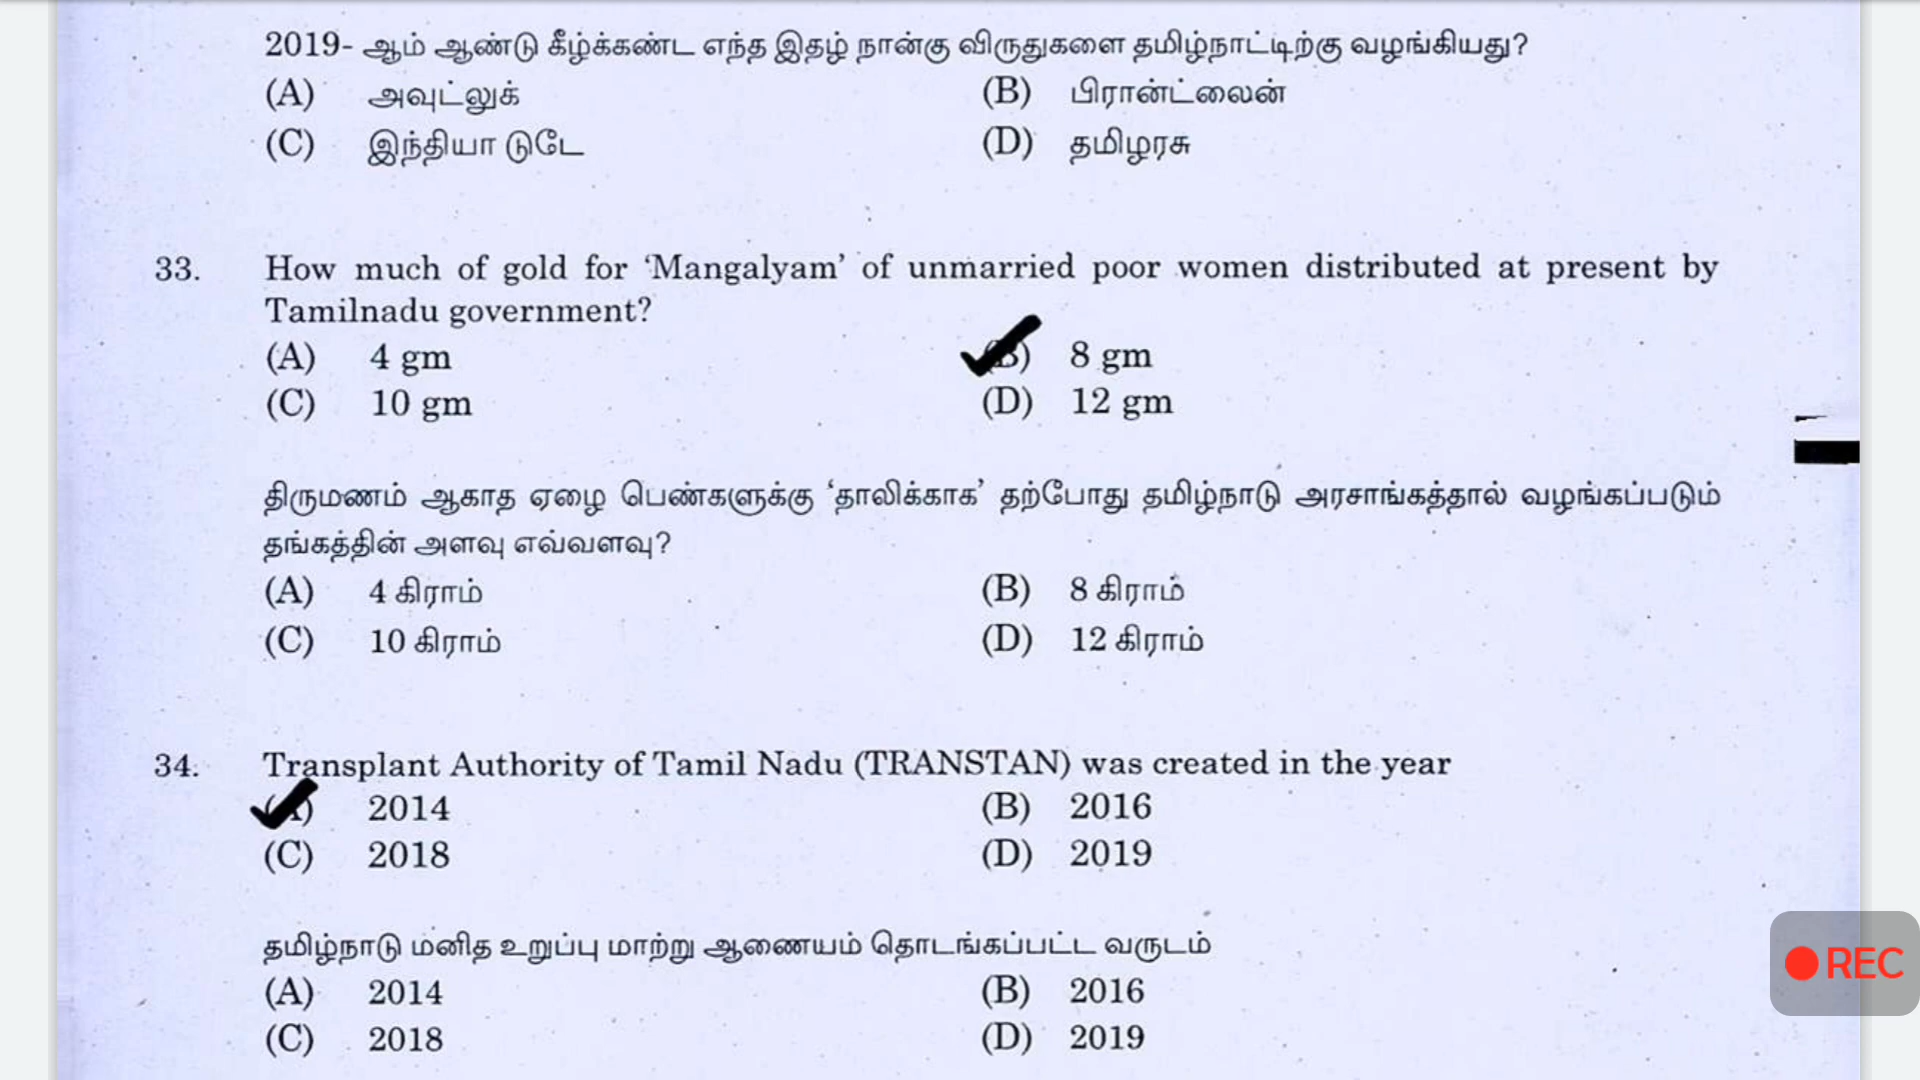 2019- ஆம் ஆண்டு கீழ்க்கண்ட எந்த இதழ் நான்கு விருதுகளை தமிழ்நாட்டிற்கு வழங்கியது?
(A) அவுட்லுக் (B) பிரான்ட்லைன்
(C) இந்தியா டுடே (D) தமிழரசு
33. How much of gold for ‘Mangalyam’ of unmarried poor women distributed at present by
Tamilnadu government?
(A) 4 gm (B) 8 gm
(C) 10 gm (D) 12 gm
திருமணம் ஆகாத ஏழை பெண்களுக்கு ‘தாலிக்காக’ தற்போது தமிழ்நாடு அரசாங்கத்தால் வழங்கப்படும்
தங்கத்தின் அளவு எவ்வளவு?
(A) 4 கிராம் (B) 8 கிராம்
(C) 10 கிராம் (D) 12 கிராம்
34. Transplant Authority of Tamil Nadu (TRANSTAN) was created in the year
(A) 2014 (B) 2016
(C) 2018 (D) 2019
தமிழ்நாடு மனித உறுப்பு மாற்று ஆணையம் தொடங்கப்பட்ட வருடம்
(A) 2014 (B) 2016
(C) 2018 (D) 2019
REC